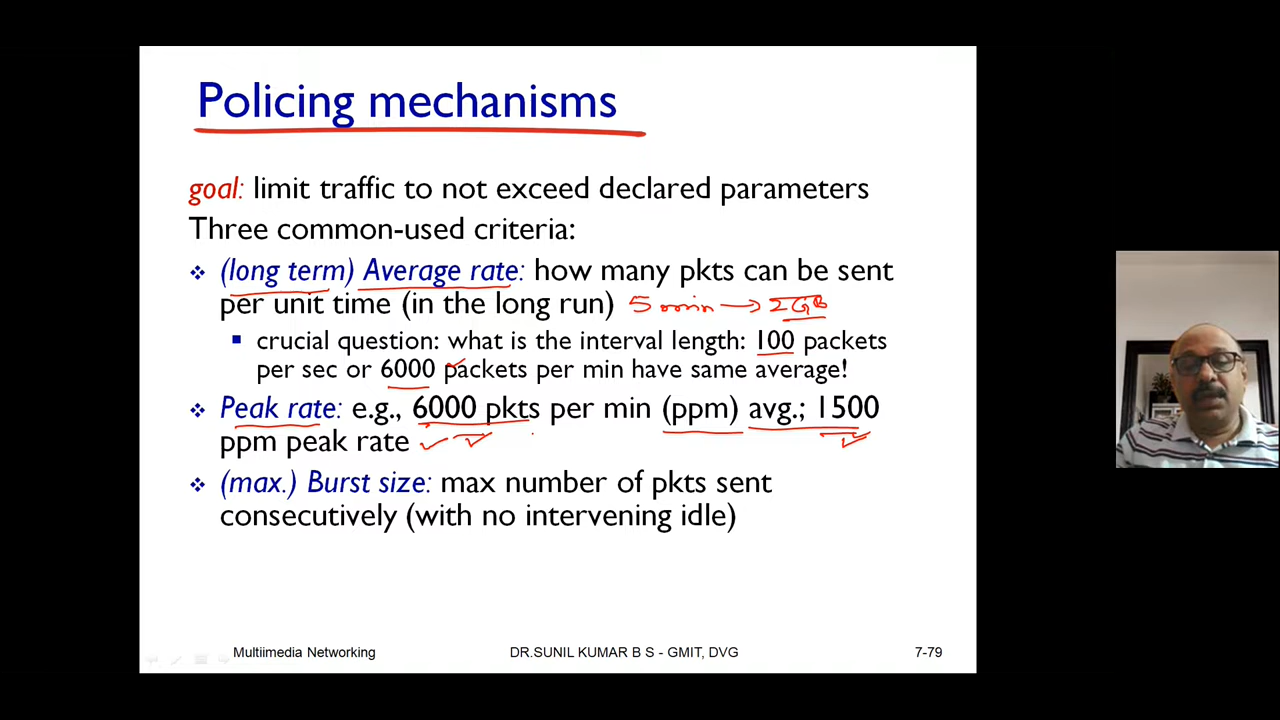 Policing mechanisms
goal: limit traffic to not exceed declared parameters
Three common-used criteria:
(long term) Average rate: how many pkts can be sent
per unit time (in the long run) 5 min → 2GB
crucial question: what is the interval length: 100 packets
per sec or 6000 packets per min have same average!
Peak rate: e.g., 6000 pkts per min (ppm) avg.; 1500
ppm peak rate
(max.) Burst size: max number of pkts sent
consecutively (with no intervening idle)
Multiimedia Networking DR.SUNIL KUMAR B S - GMIT, DVG 7-79